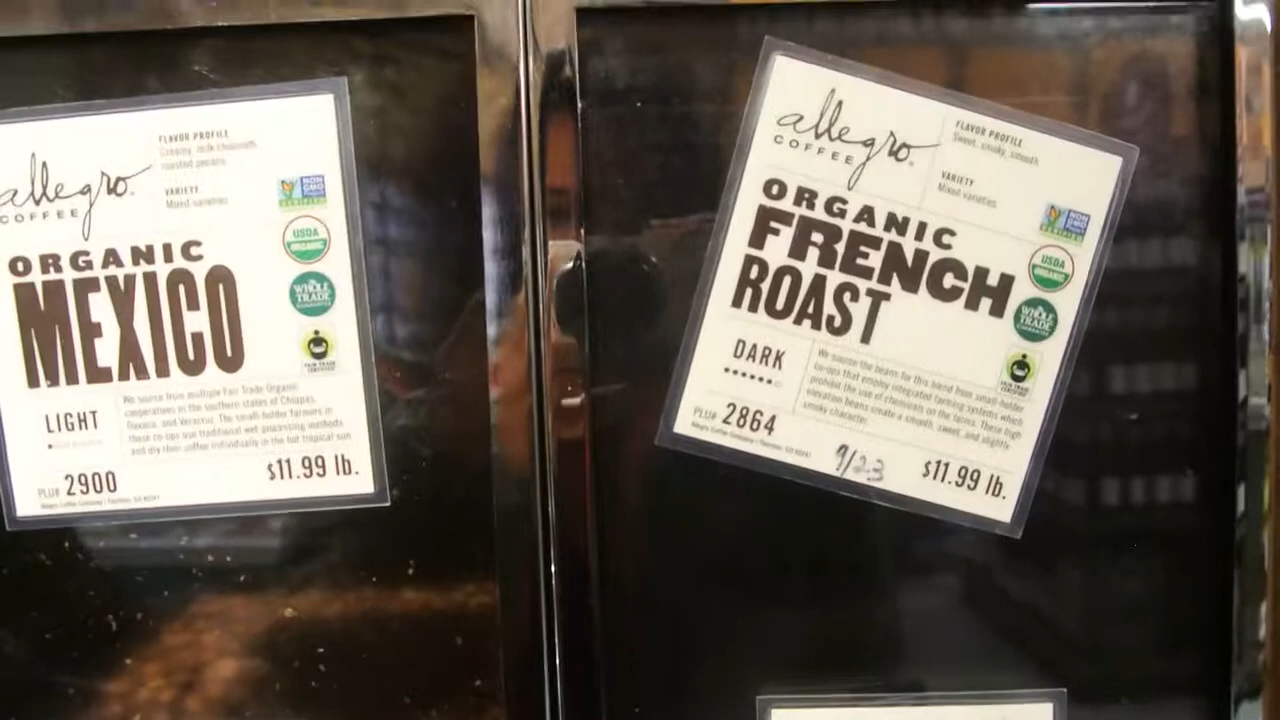 allegro
COFFEE
FLAVOR PROFILE
Creamy, milk chocolate,
roasted pecans
VARIETY
Mixed varieties
NON
GMO
Project
VERIFIED
USDA
ORGANIC
WHOLE
TRADE
GUARANTEE
FAIR TRADE
CERTIFIED
ORGANIC
MEXICO
LIGHT
We source from multiple Fair Trade Organic
cooperatives in the southern states of Chiapas,
Oaxaca, and Veracruz. The small-holder farmers in
these co-ops use traditional wet processing methods
and dry their coffee individually in the hot tropical sun.
PLU# 2900
$11.99 lb.
Allegro Coffee Company | Thornton, CO 80241
allegro
COFFEE
FLAVOR PROFILE
Sweet, smoky, smooth
VARIETY
Mixed varieties
NON
GMO
Project
VERIFIED
USDA
ORGANIC
WHOLE
TRADE
GUARANTEE
FAIR TRADE
CERTIFIED
ORGANIC
FRENCH
ROAST
DARK
We source the beans for this blend from small-holder
co-ops that employ integrated farming systems which
prohibit the use of chemicals on the farms. These high
elevation beans create a smooth, sweet, and slightly
smoky character.
PLU# 2864
Allegro Coffee Company | Thornton, CO 80241
9/23
$11.99 lb.